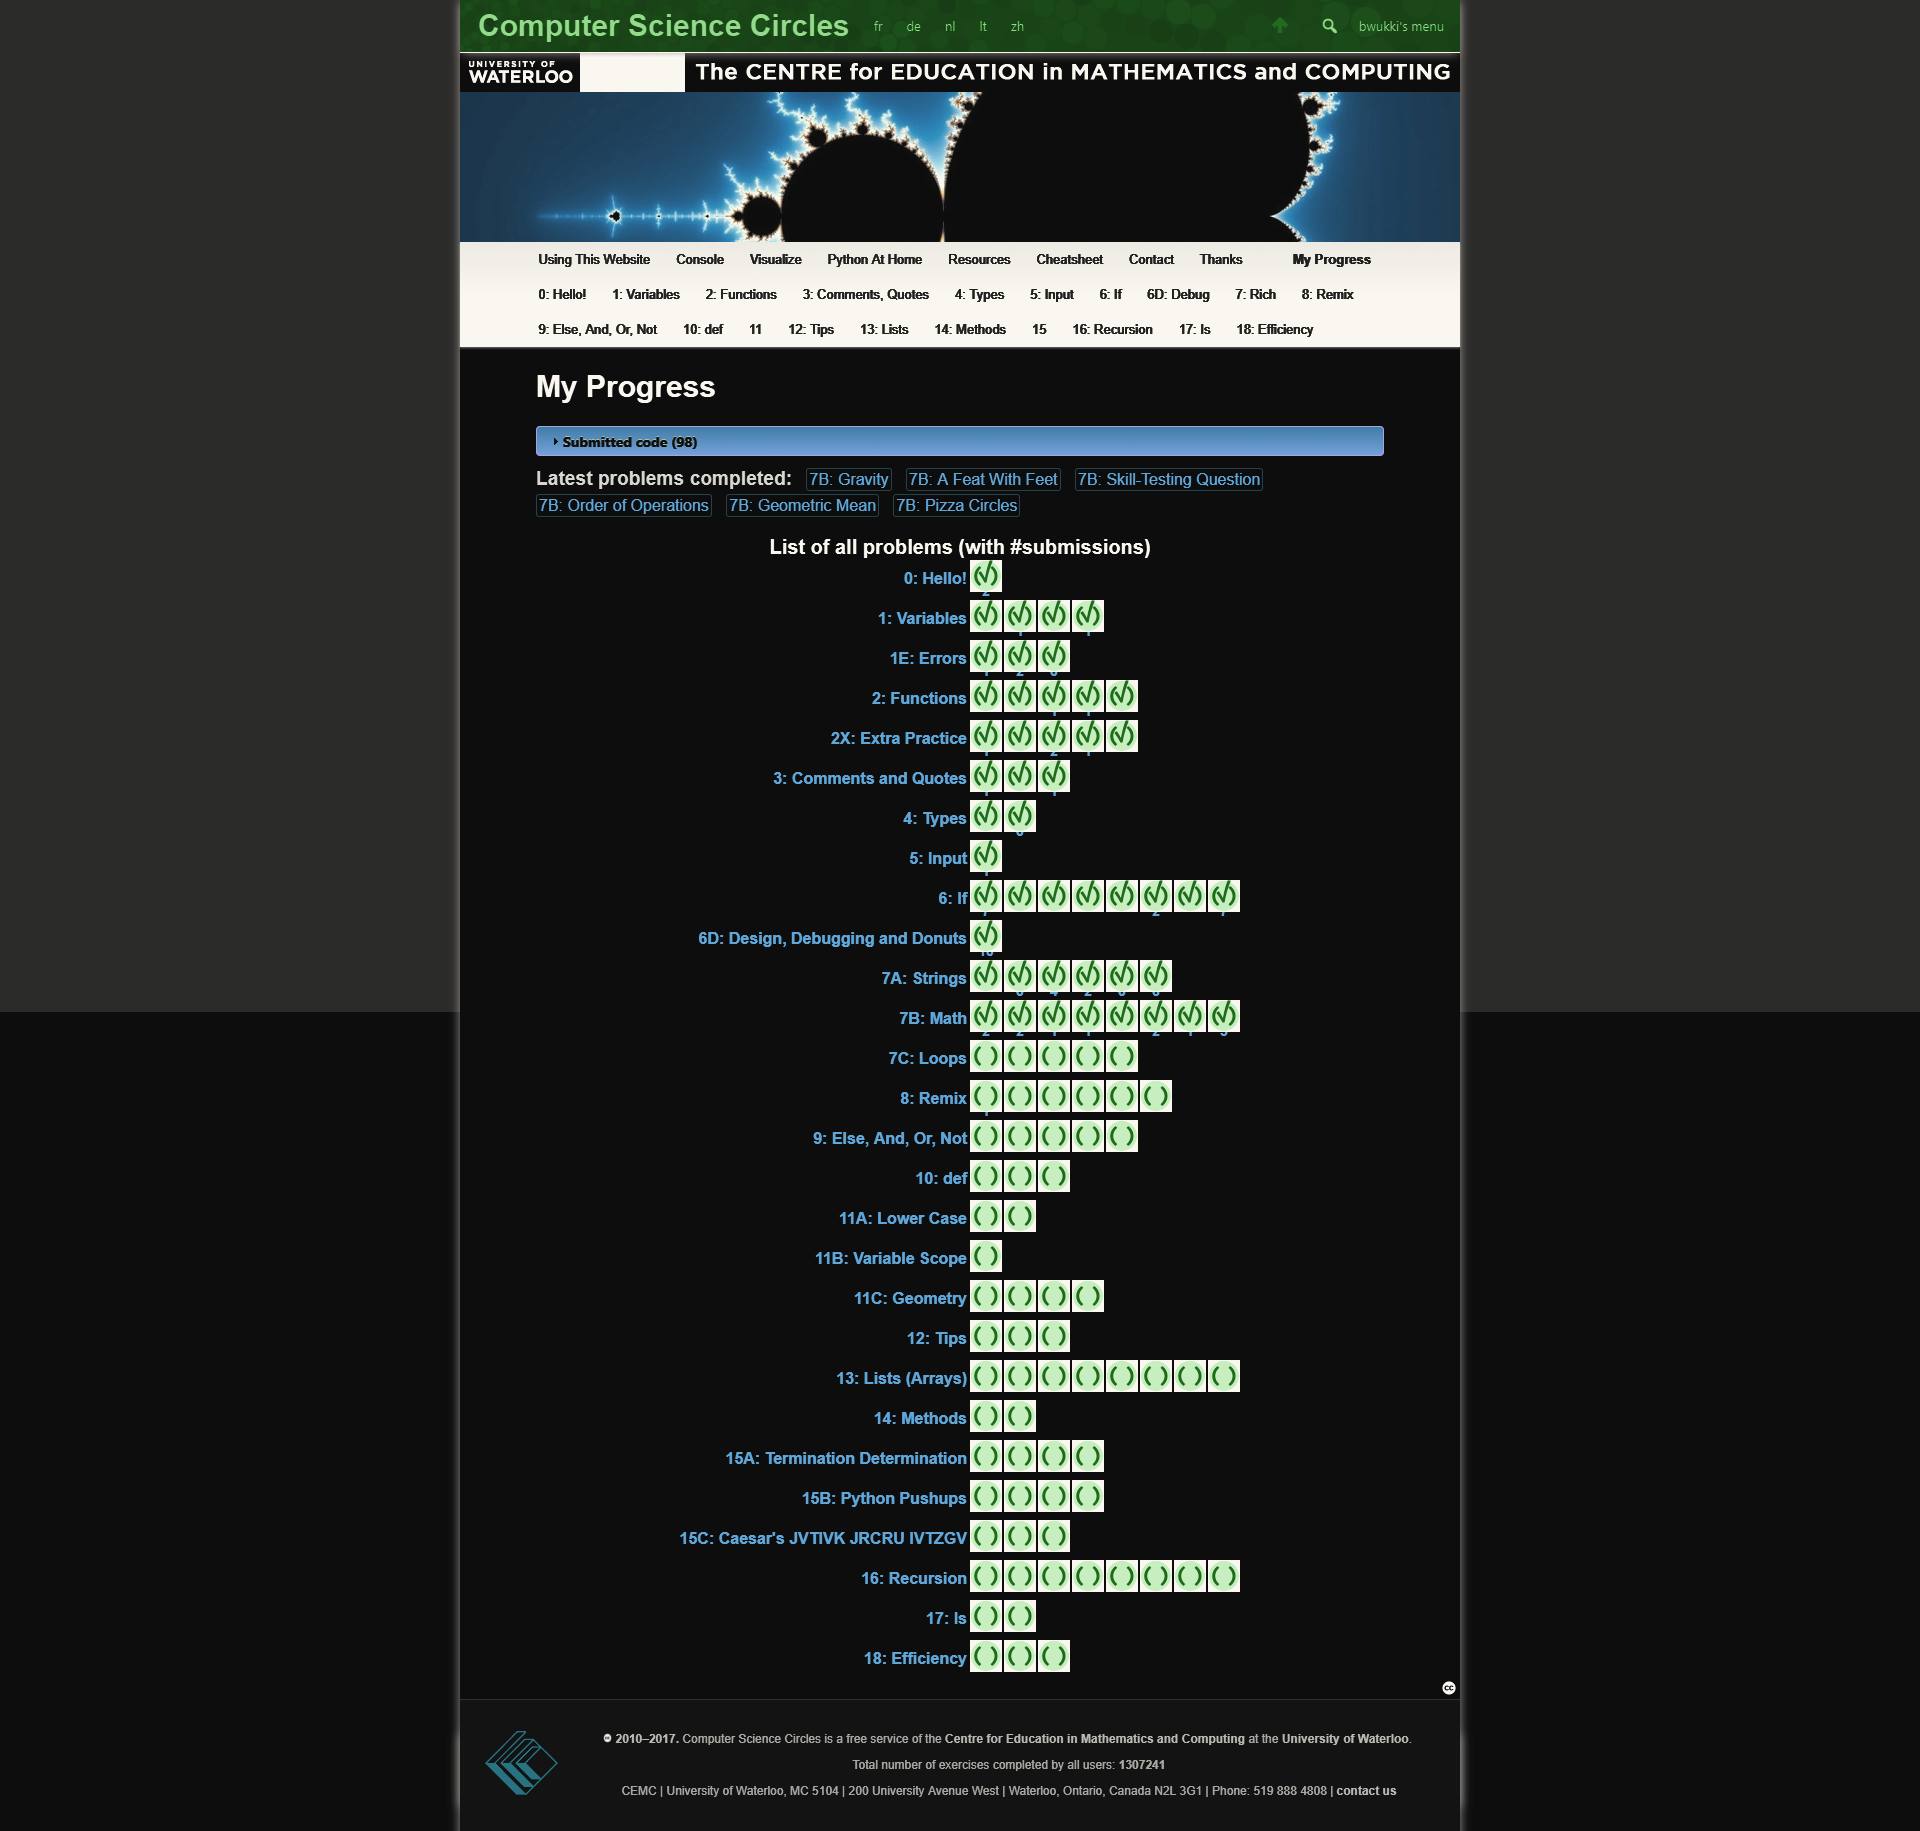 Computer Science Circles fr de nl lt zh bwukki's menu
UNIVERSITY OF
WATERLOO
The CENTRE for EDUCATION in MATHEMATICS and COMPUTING
Using This Website Console Visualize Python At Home Resources Cheatsheet Contact Thanks My Progress
0: Hello! 1: Variables 2: Functions 3: Comments, Quotes 4: Types 5: Input 6: If 6D: Debug 7: Rich 8: Remix
9: Else, And, Or, Not 10: def 11 12: Tips 13: Lists 14: Methods 15 16: Recursion 17: Is 18: Efficiency
My Progress
Submitted code (98)
Latest problems completed: 7B: Gravity 7B: A Feat With Feet 7B: Skill-Testing Question
7B: Order of Operations 7B: Geometric Mean 7B: Pizza Circles
List of all problems (with #submissions)
0: Hello!
1: Variables
1E: Errors
2: Functions
2X: Extra Practice
3: Comments and Quotes
4: Types
5: Input
6: If
6D: Design, Debugging and Donuts
7A: Strings
7B: Math
7C: Loops
8: Remix
9: Else, And, Or, Not
10: def
11A: Lower Case
11B: Variable Scope
11C: Geometry
12: Tips
13: Lists (Arrays)
14: Methods
15A: Termination Determination
15B: Python Pushups
15C: Caesar's JVTIVK JRCRU IVTZGV
16: Recursion
17: Is
18: Efficiency
cc
2010–2017. Computer Science Circles is a free service of the Centre for Education in Mathematics and Computing at the University of Waterloo.
Total number of exercises completed by all users: 1307241
CEMC | University of Waterloo, MC 5104 | 200 University Avenue West | Waterloo, Ontario, Canada N2L 3G1 | Phone: 519 888 4808 | contact us